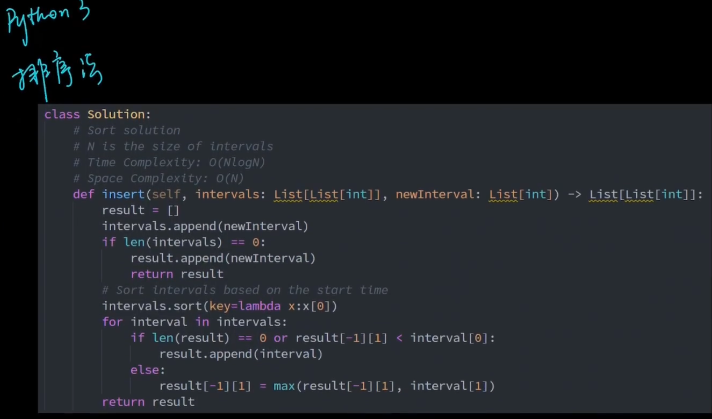 Python 3
排序法
class Solution:
    # Sort solution
    # N is the size of intervals
    # Time Complexity: O(NlogN)
    # Space Complexity: O(N)
    def insert(self, intervals: List[List[int]], newInterval: List[int]) -> List[List[int]]:
        result = []
        intervals.append(newInterval)
        if len(intervals) == 0:
            result.append(newInterval)
            return result
        # Sort intervals based on the start time
        intervals.sort(key=lambda x:x[0])
        for interval in intervals:
            if len(result) == 0 or result[-1][1] < interval[0]:
                result.append(interval)
            else:
                result[-1][1] = max(result[-1][1], interval[1])
        return result